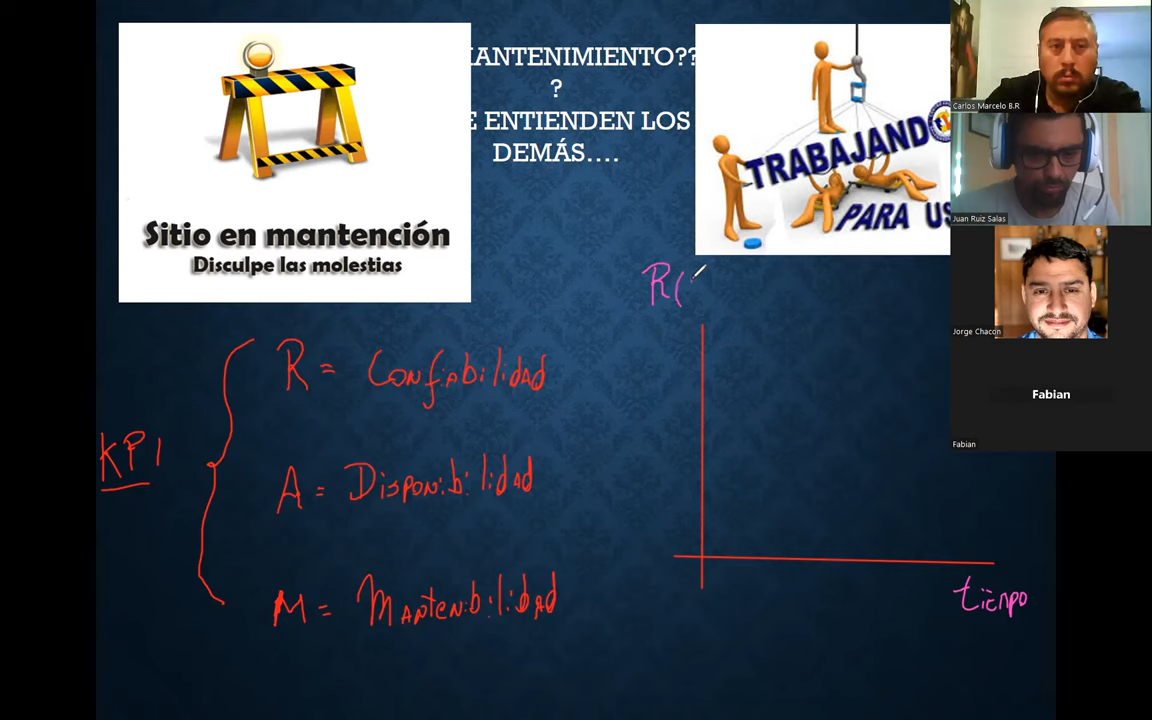 MANTENIMIENTO??
?
E ENTIENDEN LOS
DEMÁS....
Sitio en mantención
Disculpe las molestias
TRABAJANDO
PARA US
Carlos Marcelo B.R
Juan Ruiz Salas
Jorge Chacon
Fabian
Fabian
R(
KPI
R = Confiabilidad
A = Disponibilidad
M = Mantenibilidad
tiempo